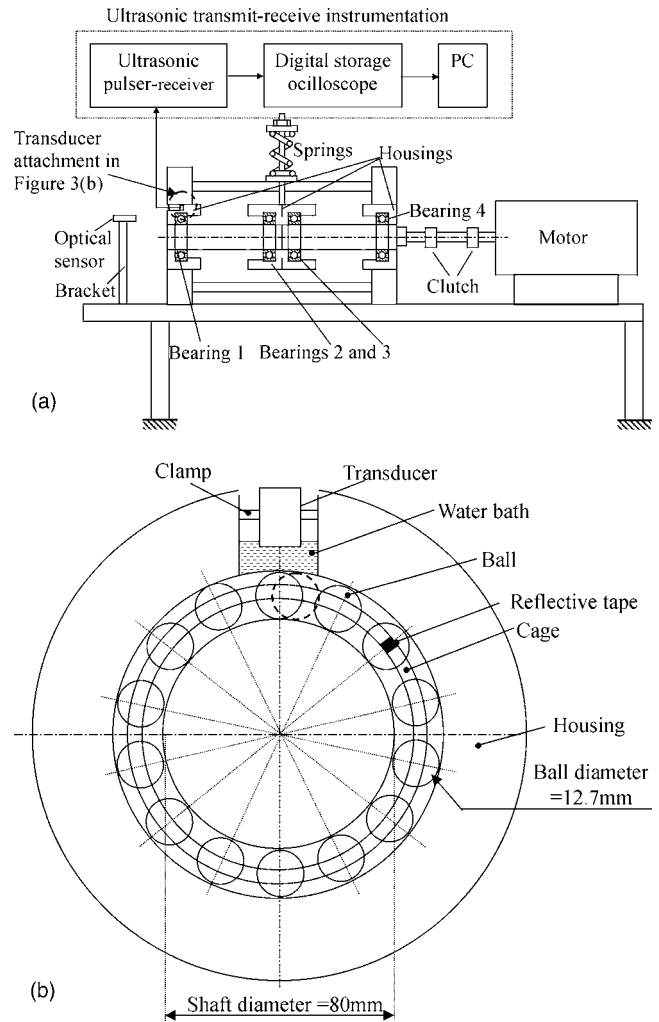 Ultrasonic transmit-receive instrumentation
Ultrasonic
pulser-receiver
Digital storage
ocilloscope
PC
Transducer
attachment in
Figure 3(b)
Springs
Housings
Bearing 4
Optical
sensor
Bracket
Motor
Clutch
Bearing 1
Bearings 2 and 3
(a)
Clamp
Transducer
Water bath
Ball
Reflective tape
Cage
Housing
Ball diameter
=12.7mm
Shaft diameter =80mm
(b)